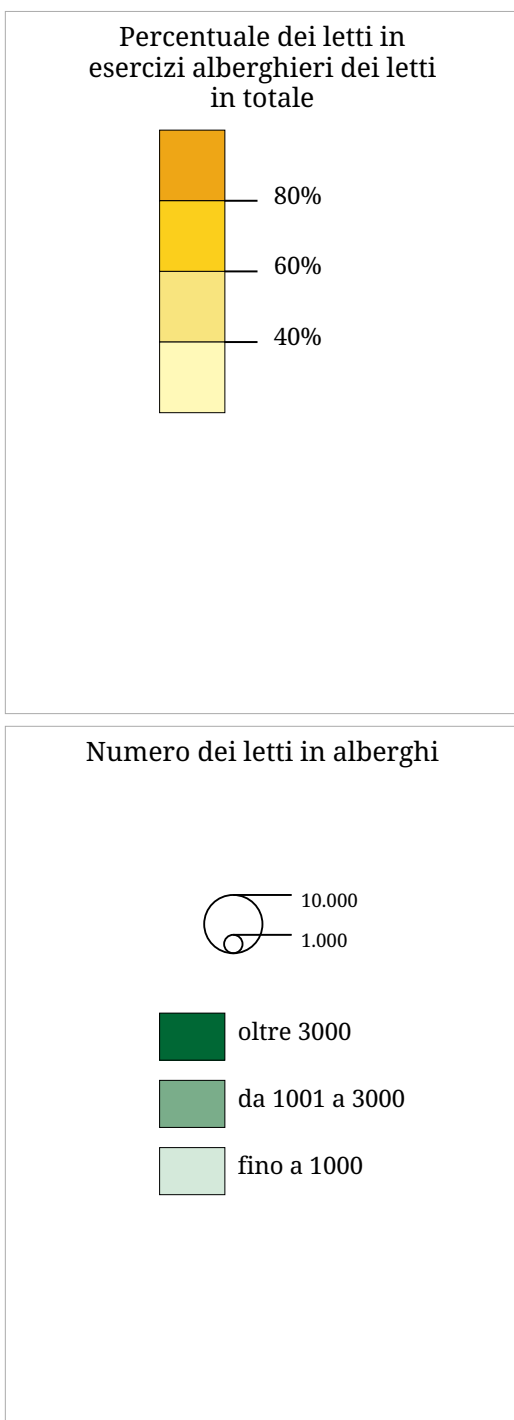 Percentuale dei letti in
esercizi alberghieri dei letti
in totale
80%
60%
40%
Numero dei letti in alberghi
10.000
1.000
oltre 3000
da 1001 a 3000
fino a 1000